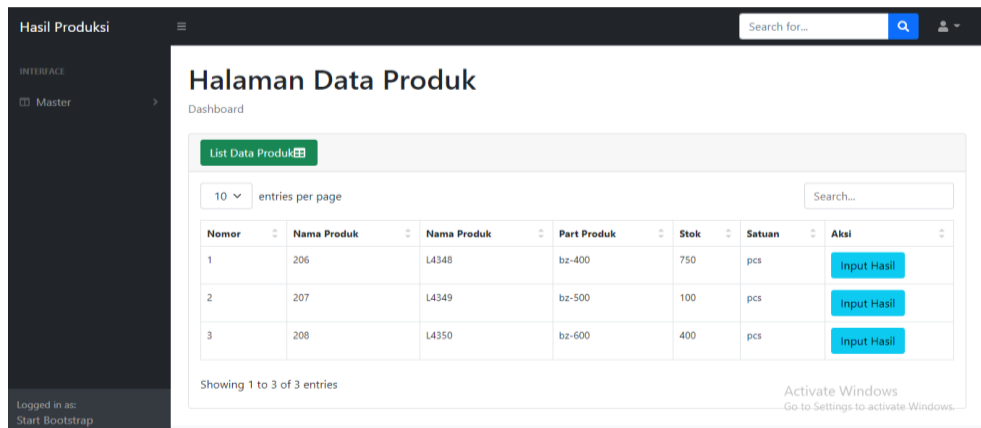 Hasil Produksi
Search for...
INTERFACE
Master
Halaman Data Produk
Dashboard
List Data Produk
10 entries per page
Search...
Nomor Nama Produk Nama Produk Part Produk Stok Satuan Aksi
1 206 L4348 bz-400 750 pcs Input Hasil
2 207 L4349 bz-500 100 pcs Input Hasil
3 208 L4350 bz-600 400 pcs Input Hasil
Showing 1 to 3 of 3 entries
Activate Windows
Go to Settings to activate Windows.
Logged in as:
Start Bootstrap